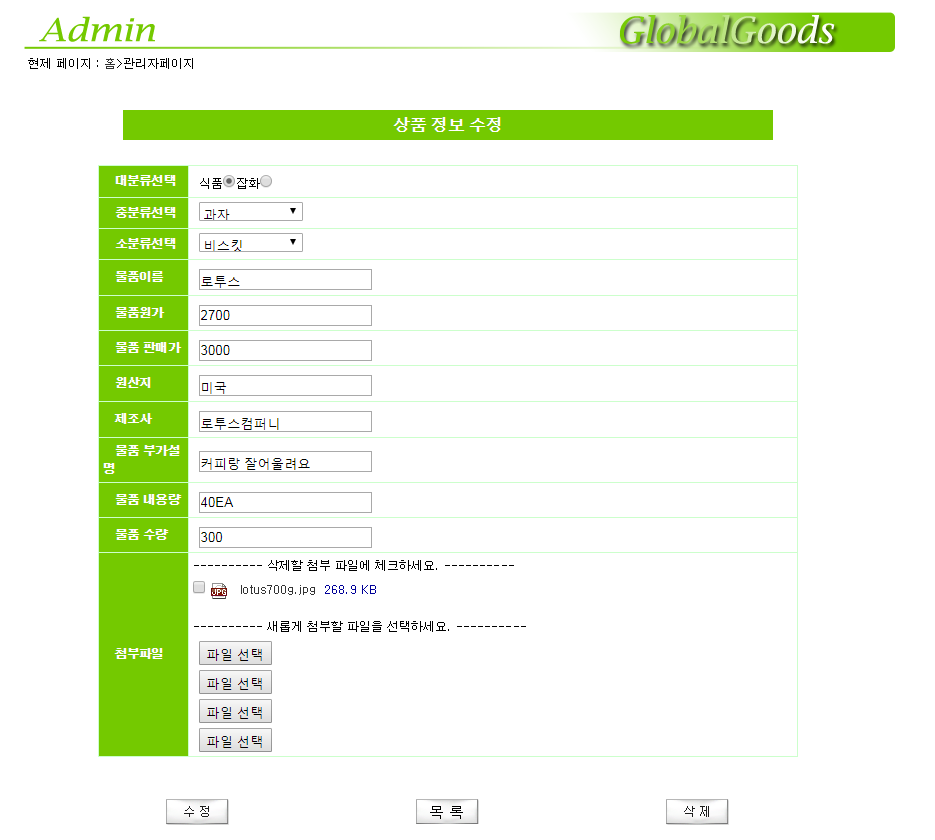 Admin
GlobalGoods
현제 페이지 : 홈>관리자페이지
상품 정보 수정
대분류선택 식품 잡화
중분류선택 과자
소분류선택 비스킷
물품이름 로투스
물품원가 2700
물품 판매가 3000
원산지 미국
제조사 로투스컴퍼니
물품 부가설
명
커피랑 잘어울려요
물품 내용량 40EA
물품 수량 300
---------- 삭제할 첨부 파일에 체크하세요. ----------
JPG lotus700g.jpg 268.9 KB
---------- 새롭게 첨부할 파일을 선택하세요. ----------
첨부파일
파일 선택
파일 선택
파일 선택
파일 선택
수정 목록 삭제